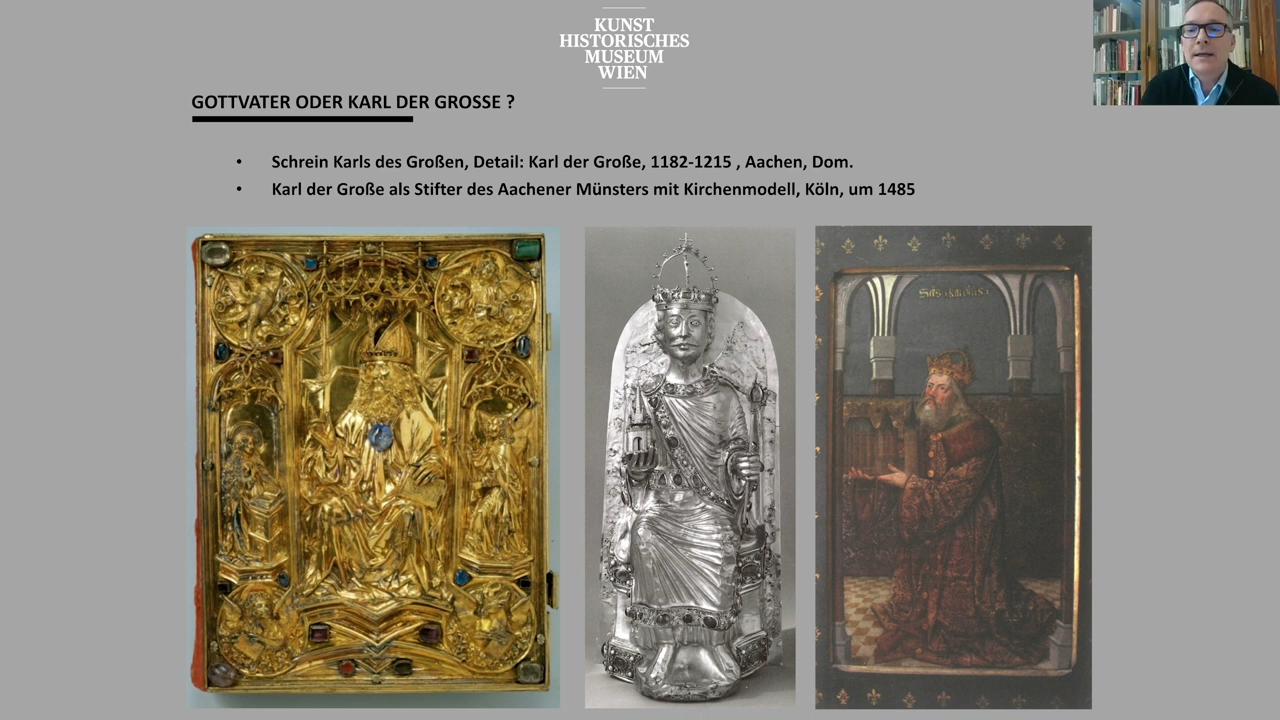 KUNST
HISTORISCHES
MUSEUM
WIEN
GOTTVATER ODER KARL DER GROSSE ?
• Schrein Karls des Großen, Detail: Karl der Große, 1182-1215 , Aachen, Dom.
• Karl der Große als Stifter des Aachener Münsters mit Kirchenmodell, Köln, um 1485